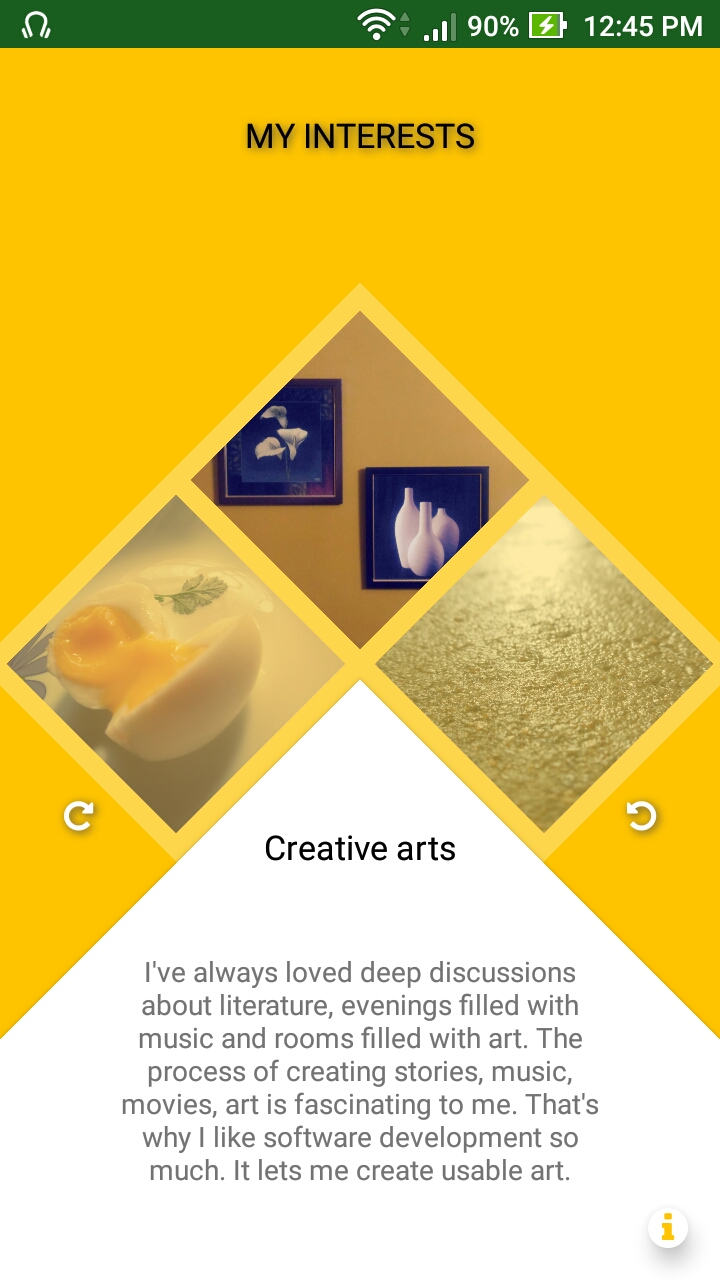 90% 12:45 PM
MY INTERESTS
Creative arts
I've always loved deep discussions
about literature, evenings filled with
music and rooms filled with art. The
process of creating stories, music,
movies, art is fascinating to me. That's
why I like software development so
much. It lets me create usable art.